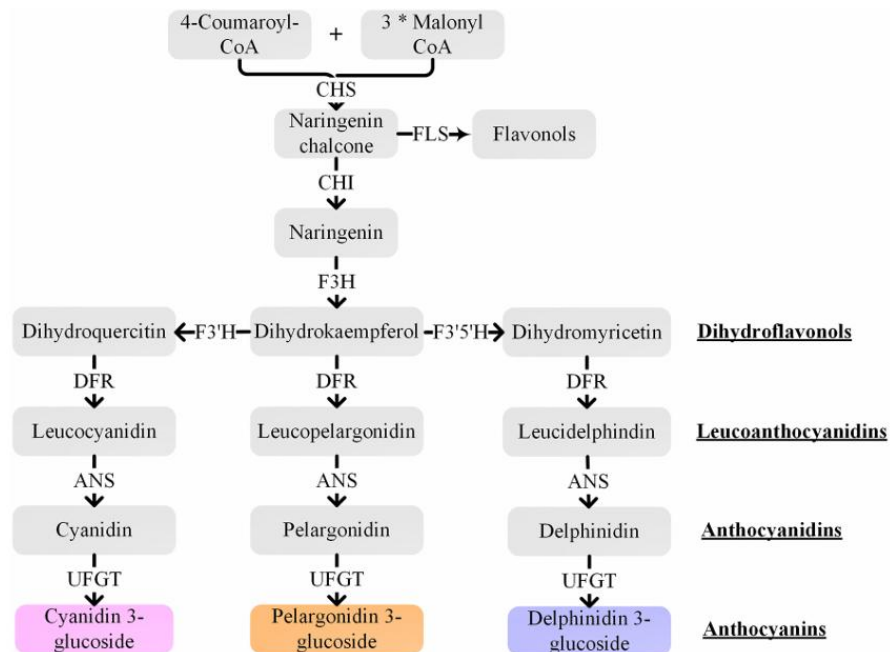 4-Coumaroyl-
CoA
+
3 * Malonyl
CoA
CHS
Naringenin
chalcone
FLS
Flavonols
CHI
Naringenin
F3H
Dihydroquercitin
F3'H
Dihydrokaempferol
F3'5'H
Dihydromyricetin
Dihydroflavonols
DFR
DFR
DFR
Leucocyanidin
Leucopelargonidin
Leucidelphindin
Leucoanthocyanidins
ANS
ANS
ANS
Cyanidin
Pelargonidin
Delphinidin
Anthocyanidins
UFGT
UFGT
UFGT
Cyanidin 3-
glucoside
Pelargonidin 3-
glucoside
Delphinidin 3-
glucoside
Anthocyanins